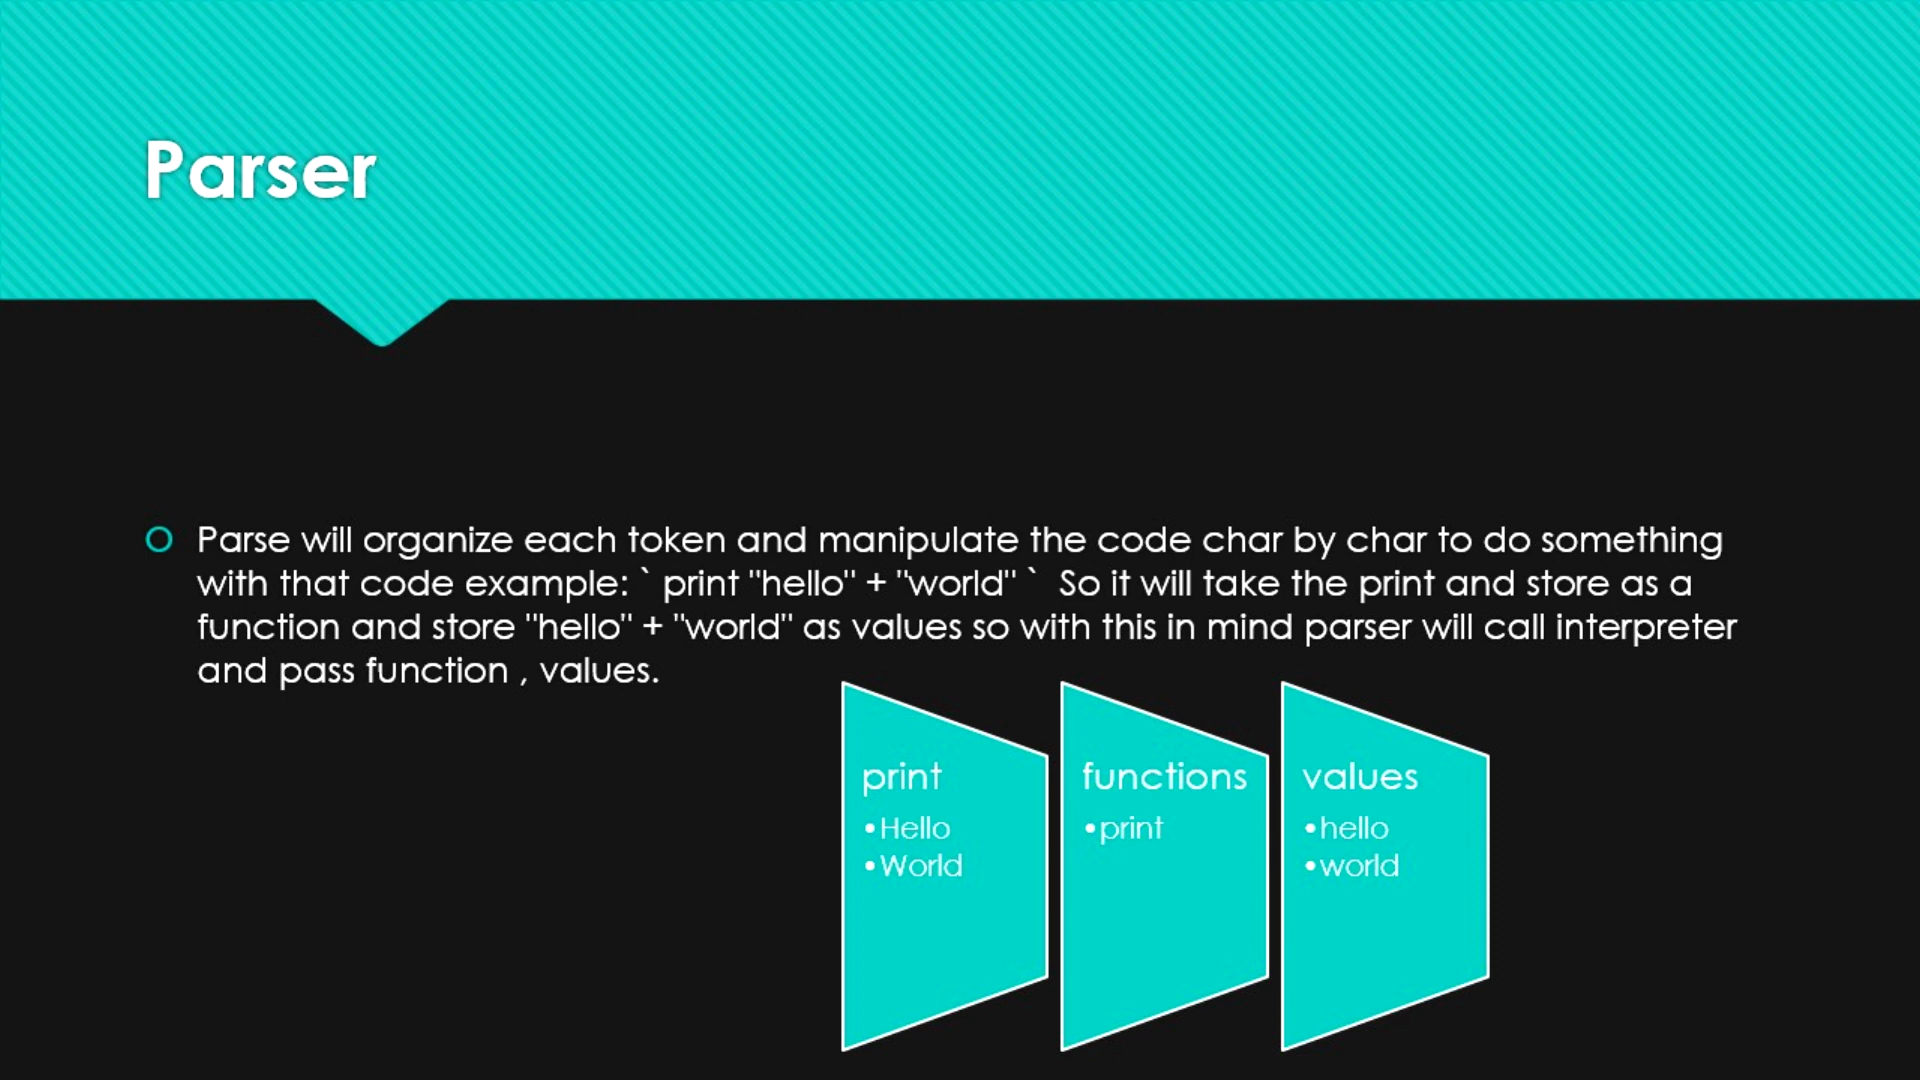 Parser
Parse will organize each token and manipulate the code char by char to do something
with that code example: ` print "hello" + "world" `  So it will take the print and store as a
function and store "hello" + "world" as values so with this in mind parser will call interpreter
and pass function , values.
print
•Hello
•World
functions
•print
values
•hello
•world